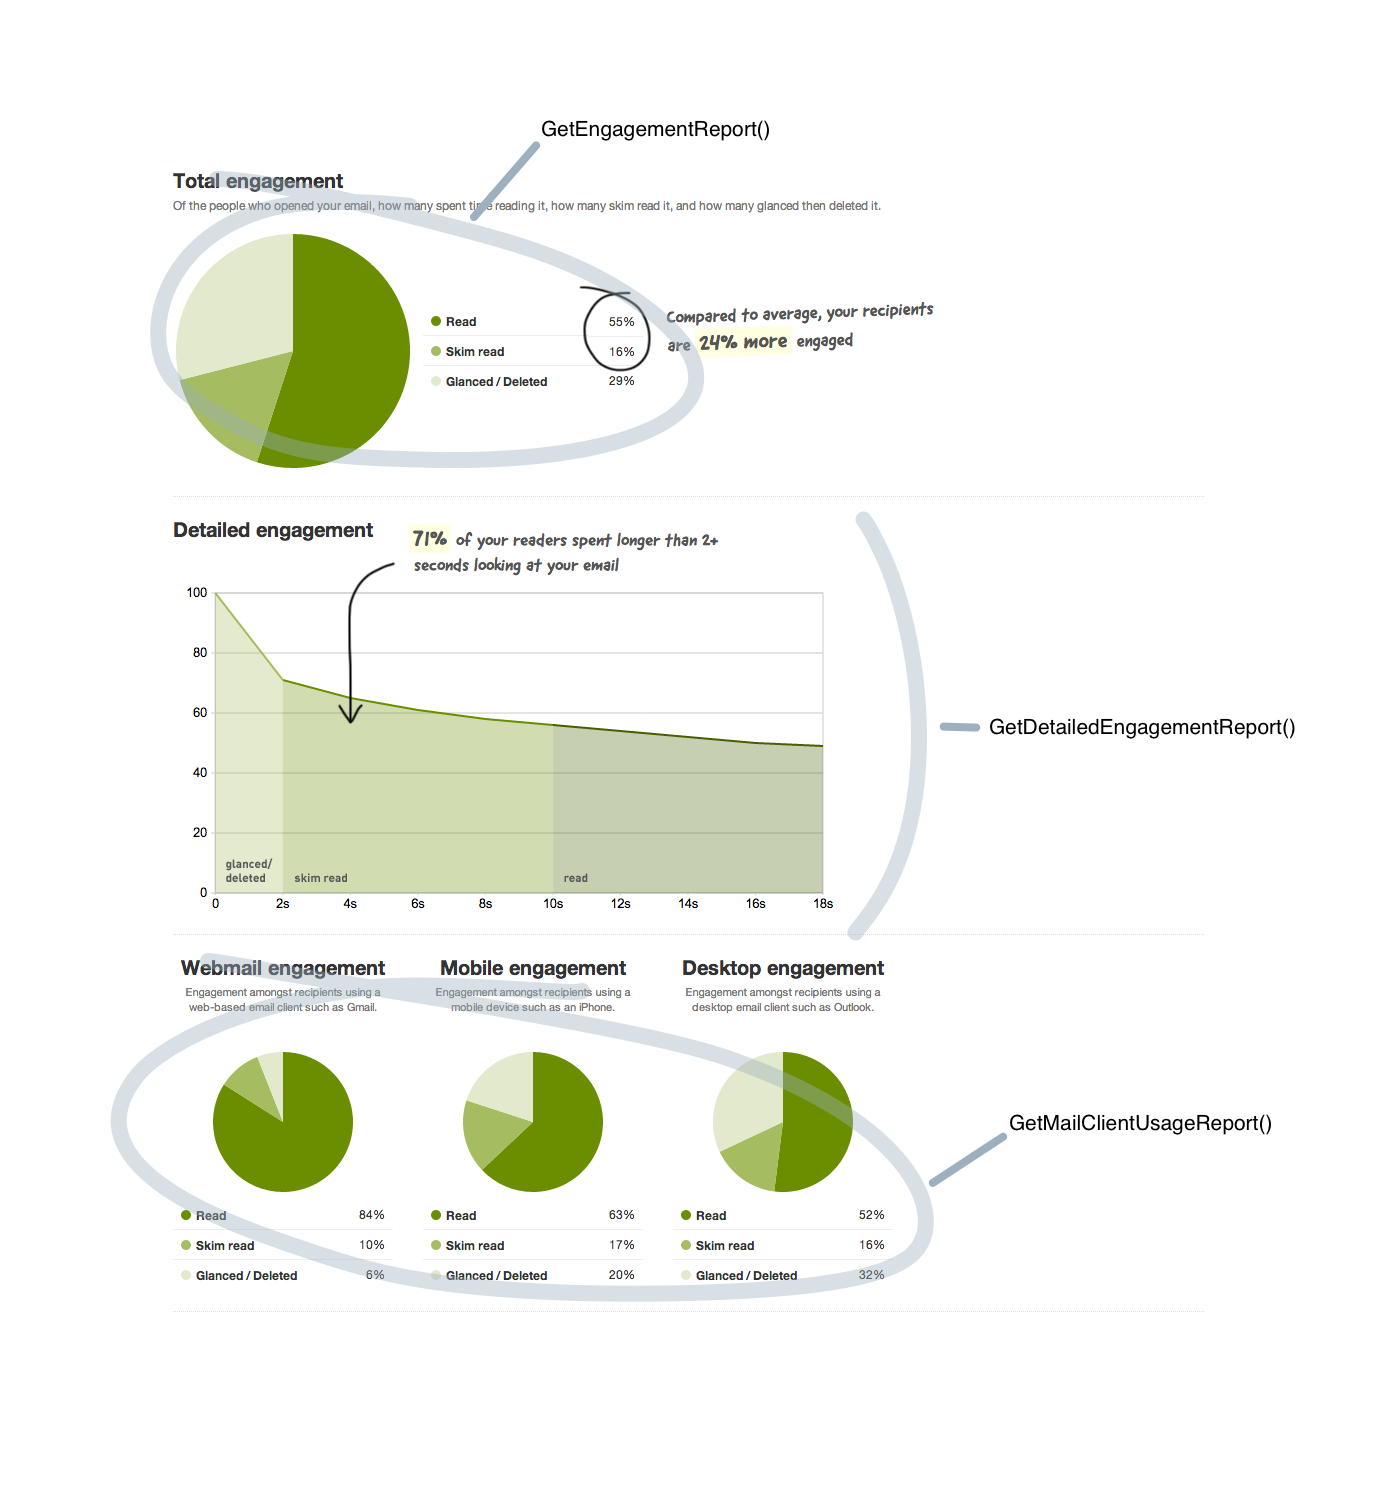 GetEngagementReport()
Total engagement
Of the people who opened your email, how many spent time reading it, how many skim read it, and how many glanced then deleted it.
Read 55%
Skim read 16%
Glanced / Deleted 29%
Compared to average, your recipients
are 24% more engaged
Detailed engagement
71% of your readers spent longer than 2+
seconds looking at your email
100
80
60
40
20
0
glanced/
deleted
skim read
read
0 2s 4s 6s 8s 10s 12s 14s 16s 18s
GetDetailedEngagementReport()
Webmail engagement
Engagement amongst recipients using a
web-based email client such as Gmail.
Read 84%
Skim read 10%
Glanced / Deleted 6%
Mobile engagement
Engagement amongst recipients using a
mobile device such as an iPhone.
Read 63%
Skim read 17%
Glanced / Deleted 20%
Desktop engagement
Engagement amongst recipients using a
desktop email client such as Outlook.
Read 52%
Skim read 16%
Glanced / Deleted 32%
GetMailClientUsageReport()